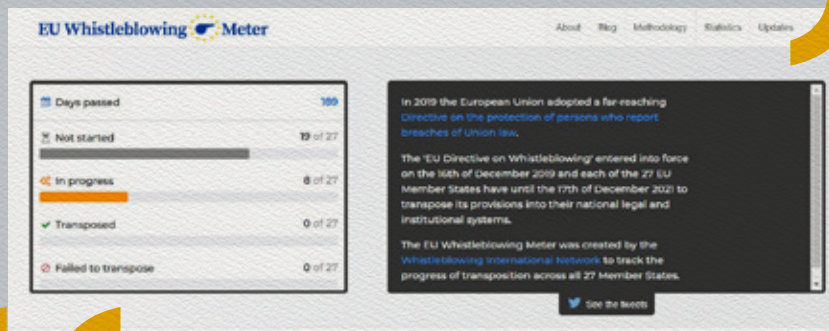 EU Whistleblowing Meter
About Blog Methodology Statistics Updates
Days passed 189
Not started 19 of 27
In progress 8 of 27
Transposed 0 of 27
Failed to transpose 0 of 27
In 2019 the European Union adopted a far-reaching
Directive on the protection of persons who report
breaches of Union law.
The 'EU Directive on Whistleblowing' entered into force
on the 16th of December 2019 and each of the 27 EU
Member States have until the 17th of December 2021 to
transpose its provisions into their national legal and
institutional systems.
The EU Whistleblowing Meter was created by the
Whistleblowing International Network to track the
progress of transposition across all 27 Member States.
See the tweets